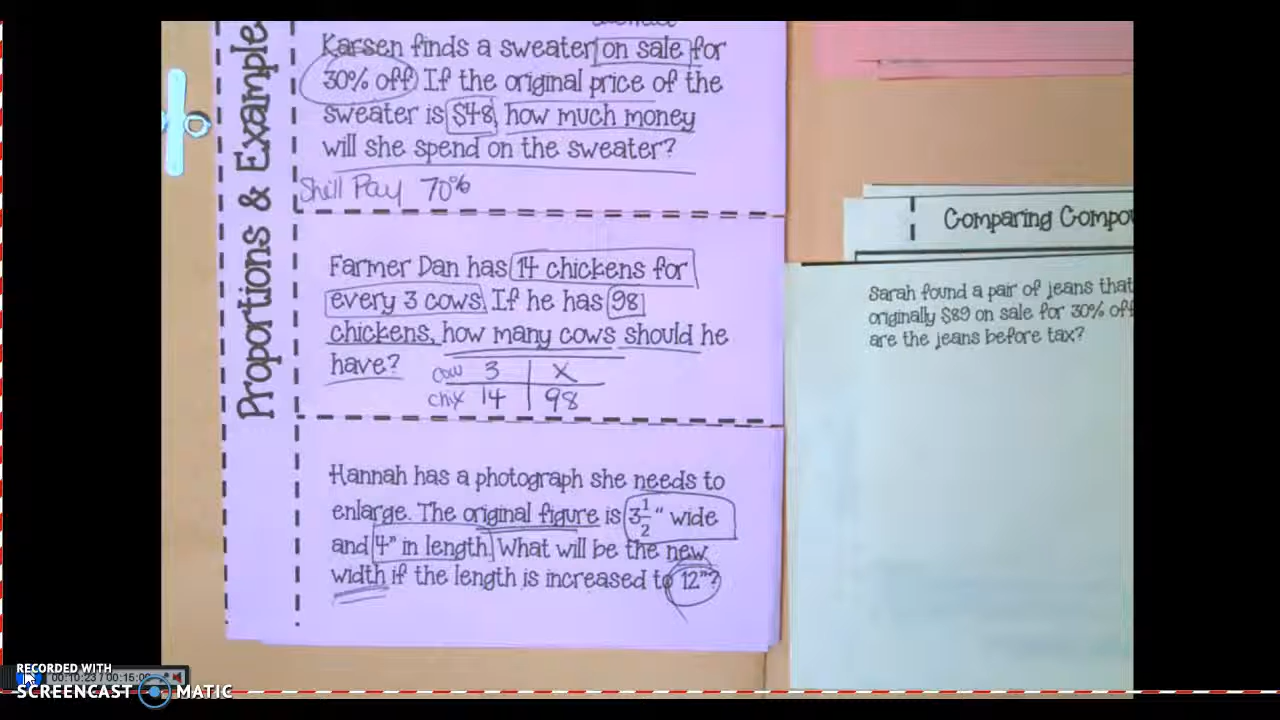 Proportions & Example
Karsen finds a sweater on sale for
30% off. If the original price of the
sweater is $48, how much money
will she spend on the sweater?
She'll Pay 70%
Farmer Dan has 14 chickens for
every 3 cows. If he has 98
chickens, how many cows should he
have?
cow 3 X
chix 14 98
Hannah has a photograph she needs to
enlarge. The original figure is 3 1/2 " wide
and 4" in length. What will be the new
width if the length is increased to 12"?
Comparing Compou
Sarah found a pair of jeans that
originally $89 on sale for 30% off
are the jeans before tax?
RECORDED WITH
SCREENCAST MATIC